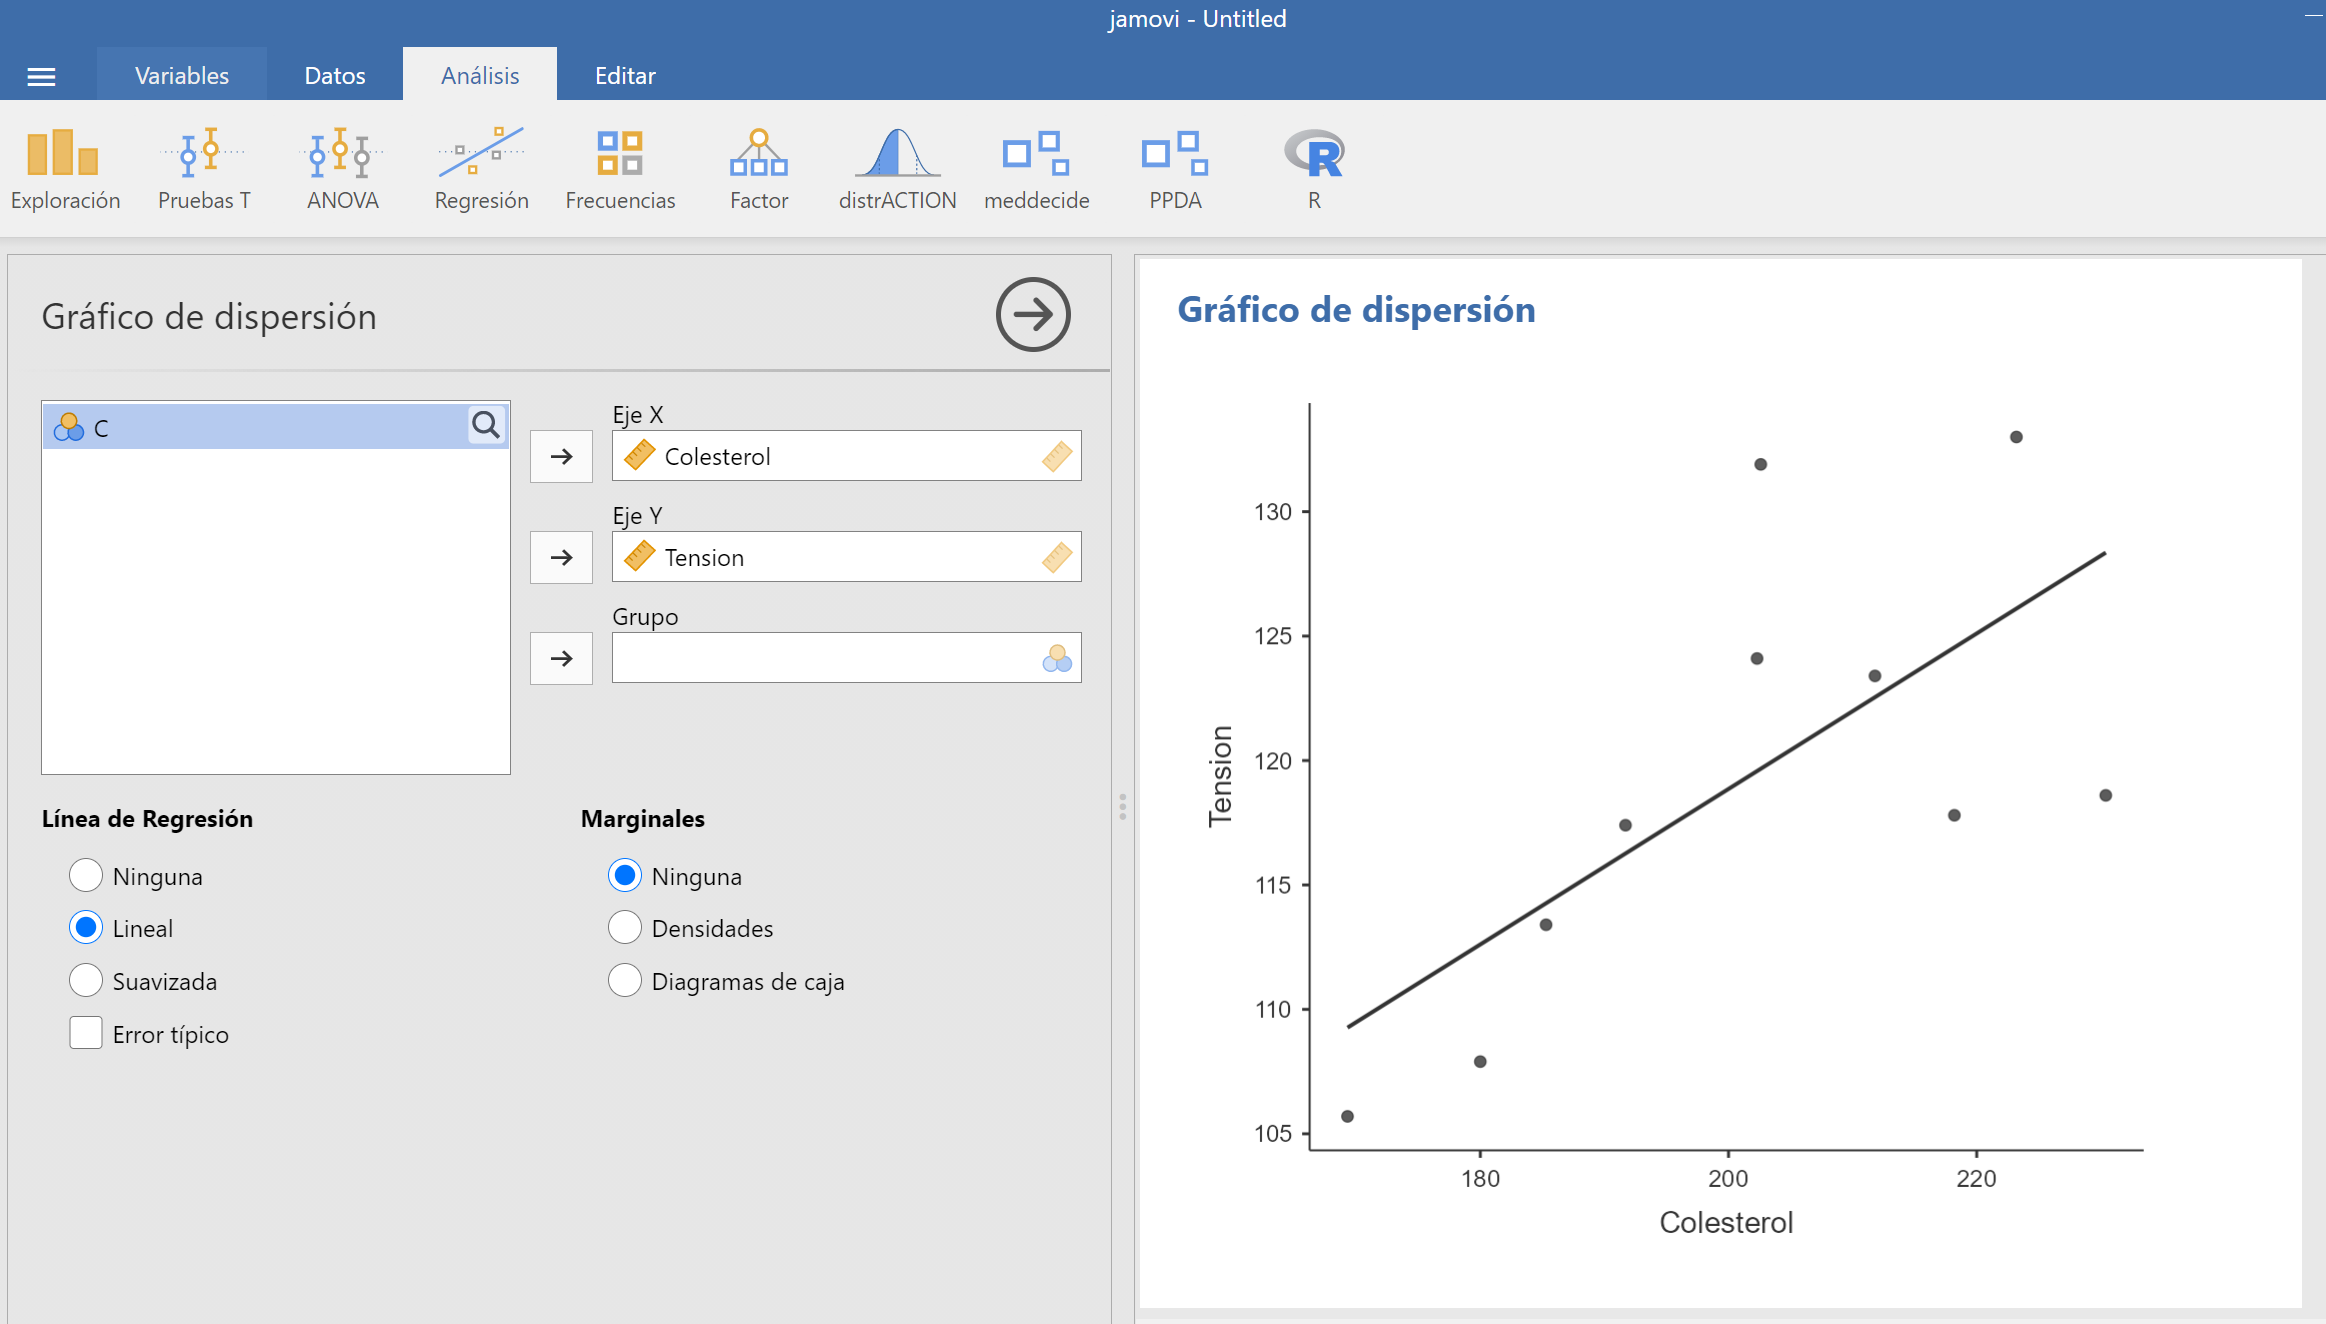 jamovi - Untitled
Variables
Datos
Análisis
Editar
Exploración
Pruebas T
ANOVA
Regresión
Frecuencias
Factor
distrACTION
meddecide
PPDA
R
Gráfico de dispersión
C
Eje X
Colesterol
Eje Y
Tension
Grupo
Línea de Regresión
Ninguna
Lineal
Suavizada
Error típico
Marginales
Ninguna
Densidades
Diagramas de caja
Gráfico de dispersión
130
125
120
115
110
105
Tension
180
200
220
Colesterol